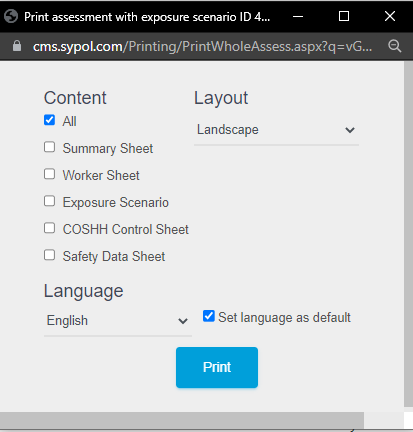 Print assessment with exposure scenario ID 4...
cms.sypol.com/Printing/PrintWholeAssess.aspx?q=vG...
Content
Layout
All
Landscape
Summary Sheet
Worker Sheet
Exposure Scenario
COSHH Control Sheet
Safety Data Sheet
Language
English
Set language as default
Print